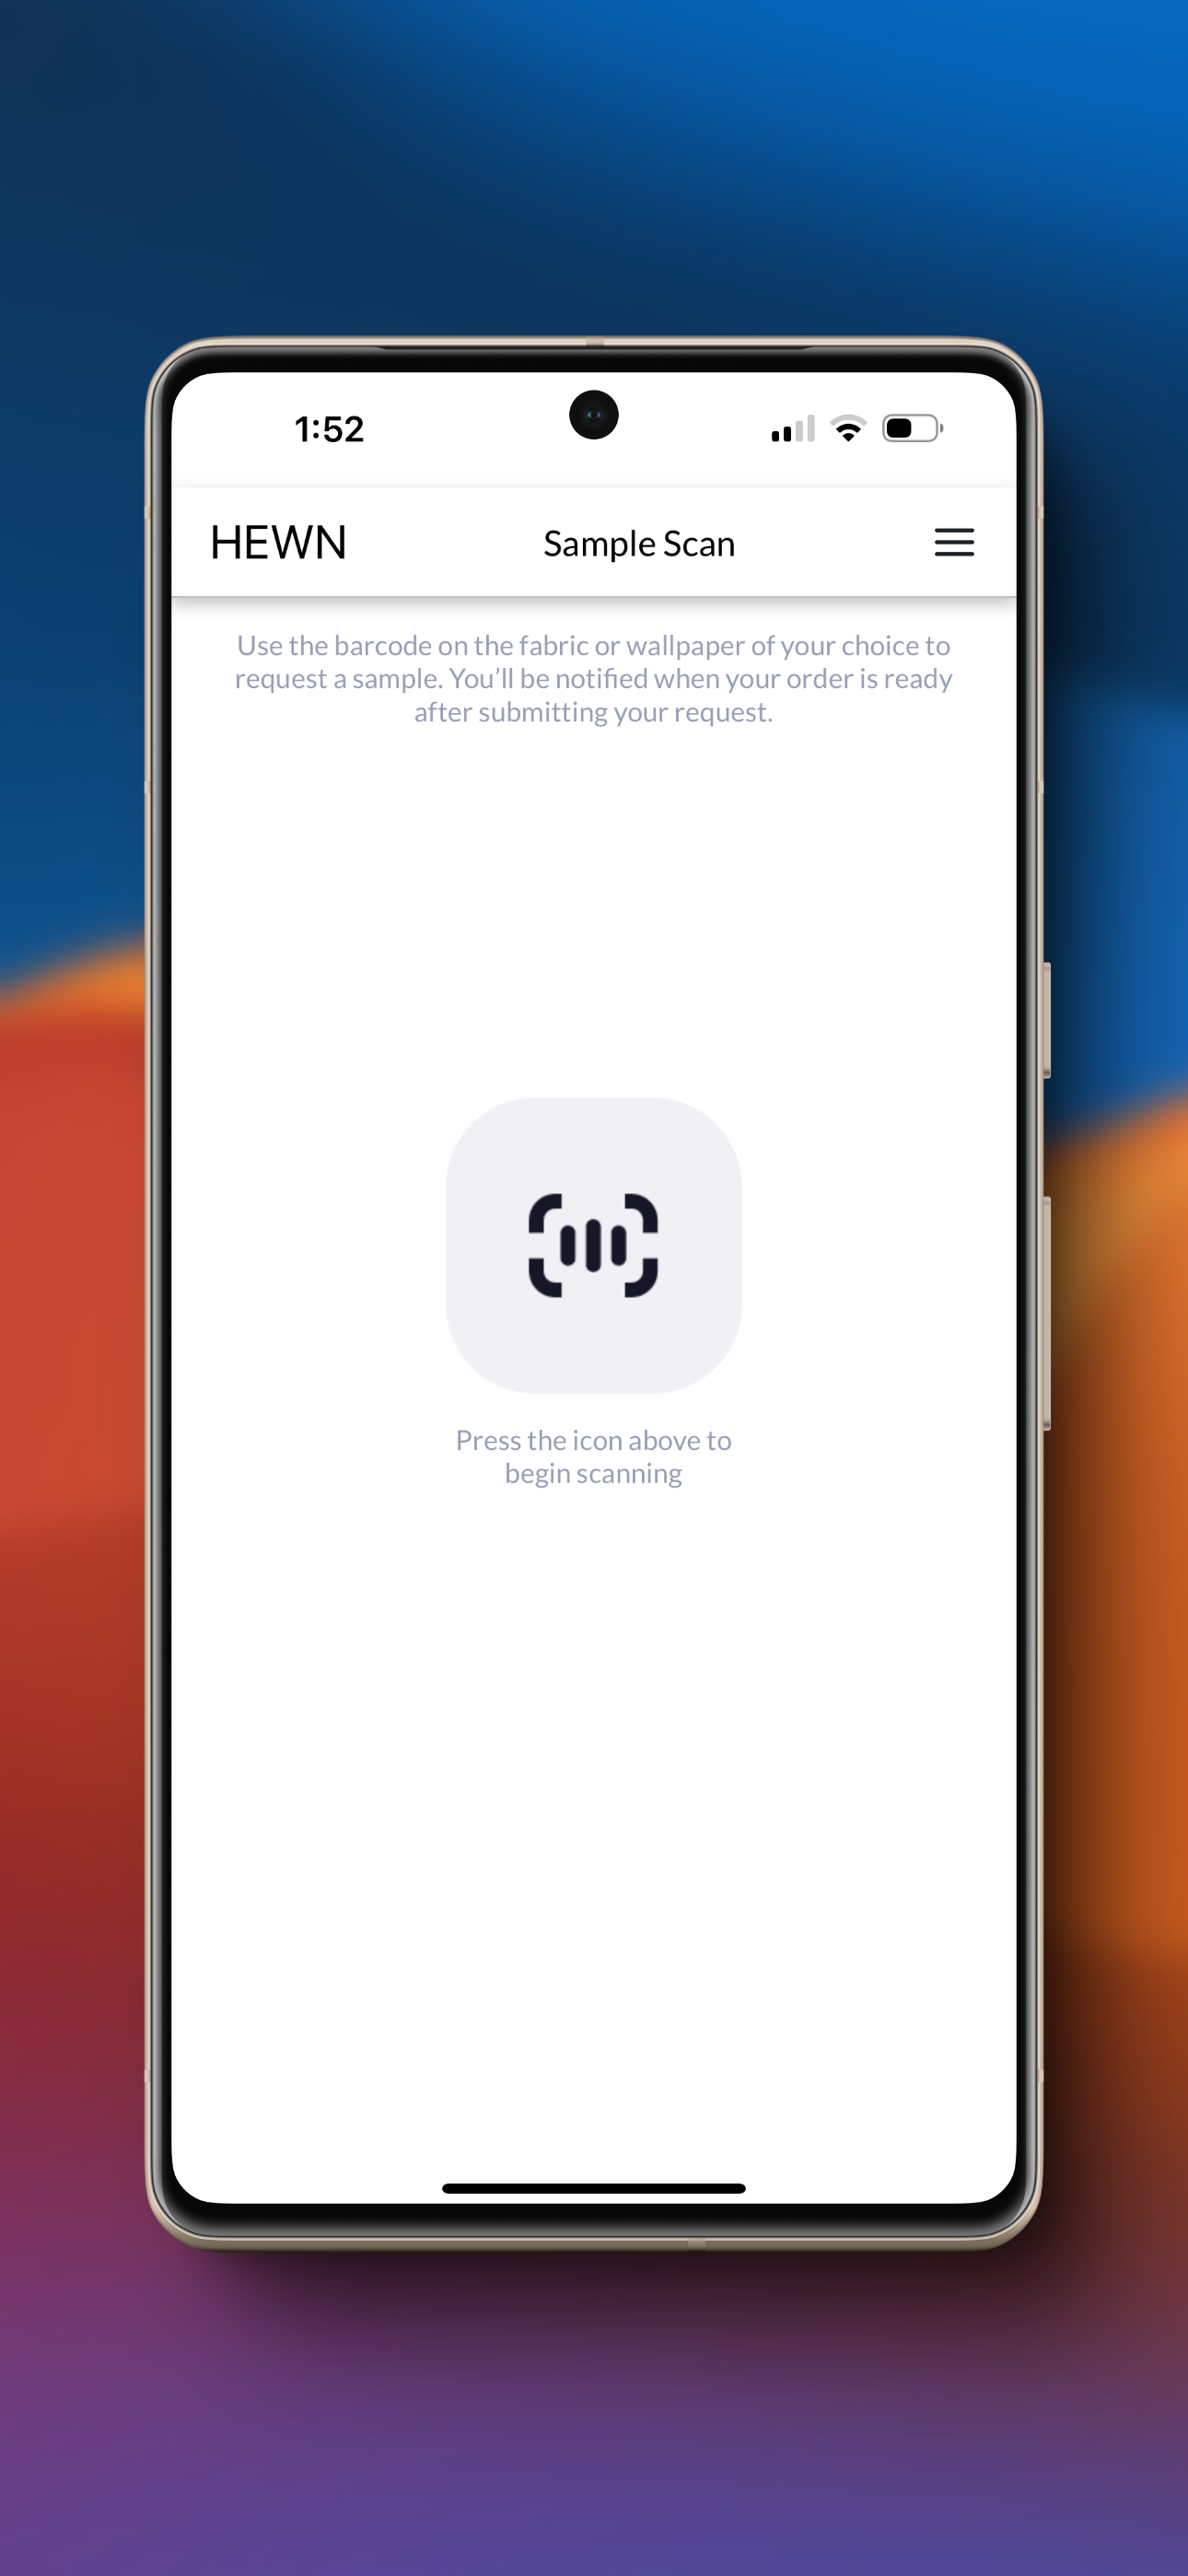 1:52
HEWN
Sample Scan
Use the barcode on the fabric or wallpaper of your choice to
request a sample. You’ll be notified when your order is ready
after submitting your request.
Press the icon above to
begin scanning